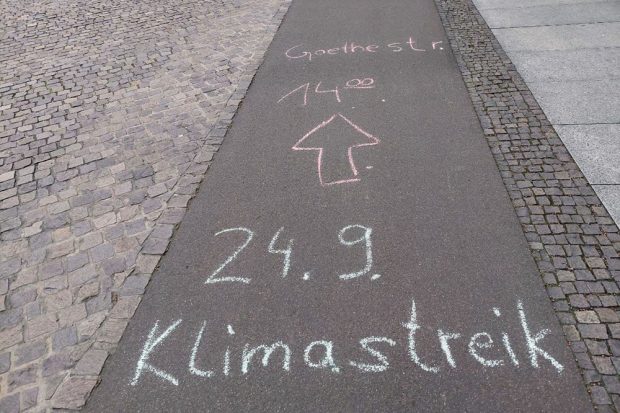 Goethestr.
14⁰⁰
24.9.
Klimastreik